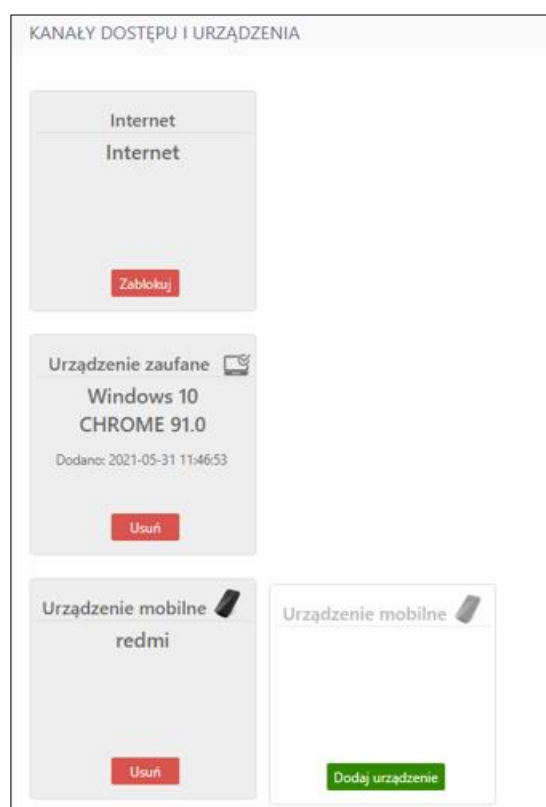 KANAŁY DOSTĘPU I URZĄDZENIA
Internet
Internet
Zablokuj
Urządzenie zaufane
Windows 10
CHROME 91.0
Dodano: 2021-05-31 11:46:53
Usuń
Urządzenie mobilne
redmi
Usuń
Urządzenie mobilne
Dodaj urządzenie